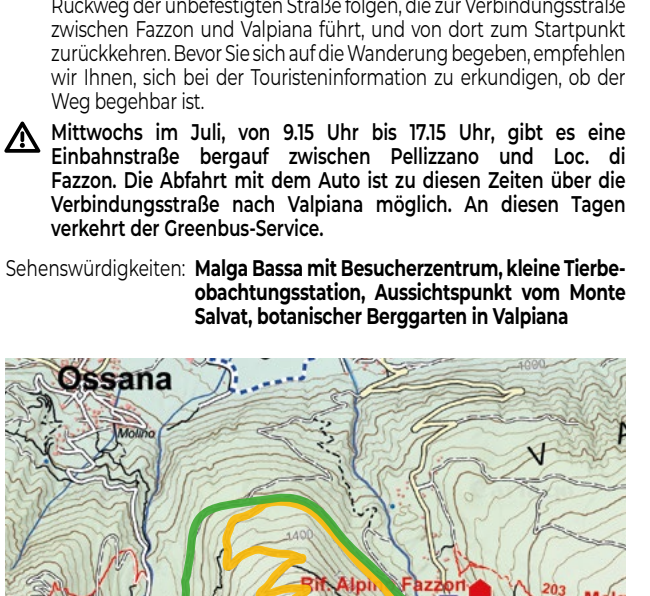 Rückweg der unbefestigten Straße folgen, die zur Verbindungsstraße
zwischen Fazzon und Valpiana führt, und von dort zum Startpunkt
zurückkehren. Bevor Sie sich auf die Wanderung begeben, empfehlen
wir Ihnen, sich bei der Touristeninformation zu erkundigen, ob der
Weg begehbar ist.
Mittwochs im Juli, von 9.15 Uhr bis 17.15 Uhr, gibt es eine
Einbahnstraße bergauf zwischen Pellizzano und Loc. di
Fazzon. Die Abfahrt mit dem Auto ist zu diesen Zeiten über die
Verbindungsstraße nach Valpiana möglich. An diesen Tagen
verkehrt der Greenbus-Service.
Sehenswürdigkeiten: Malga Bassa mit Besucherzentrum, kleine Tierbe-
obachtungsstation, Aussichtspunkt vom Monte
Salvat, botanischer Berggarten in Valpiana
1000
Ossana
Molino
V
1400
Rif. Alpino Fazzon
203